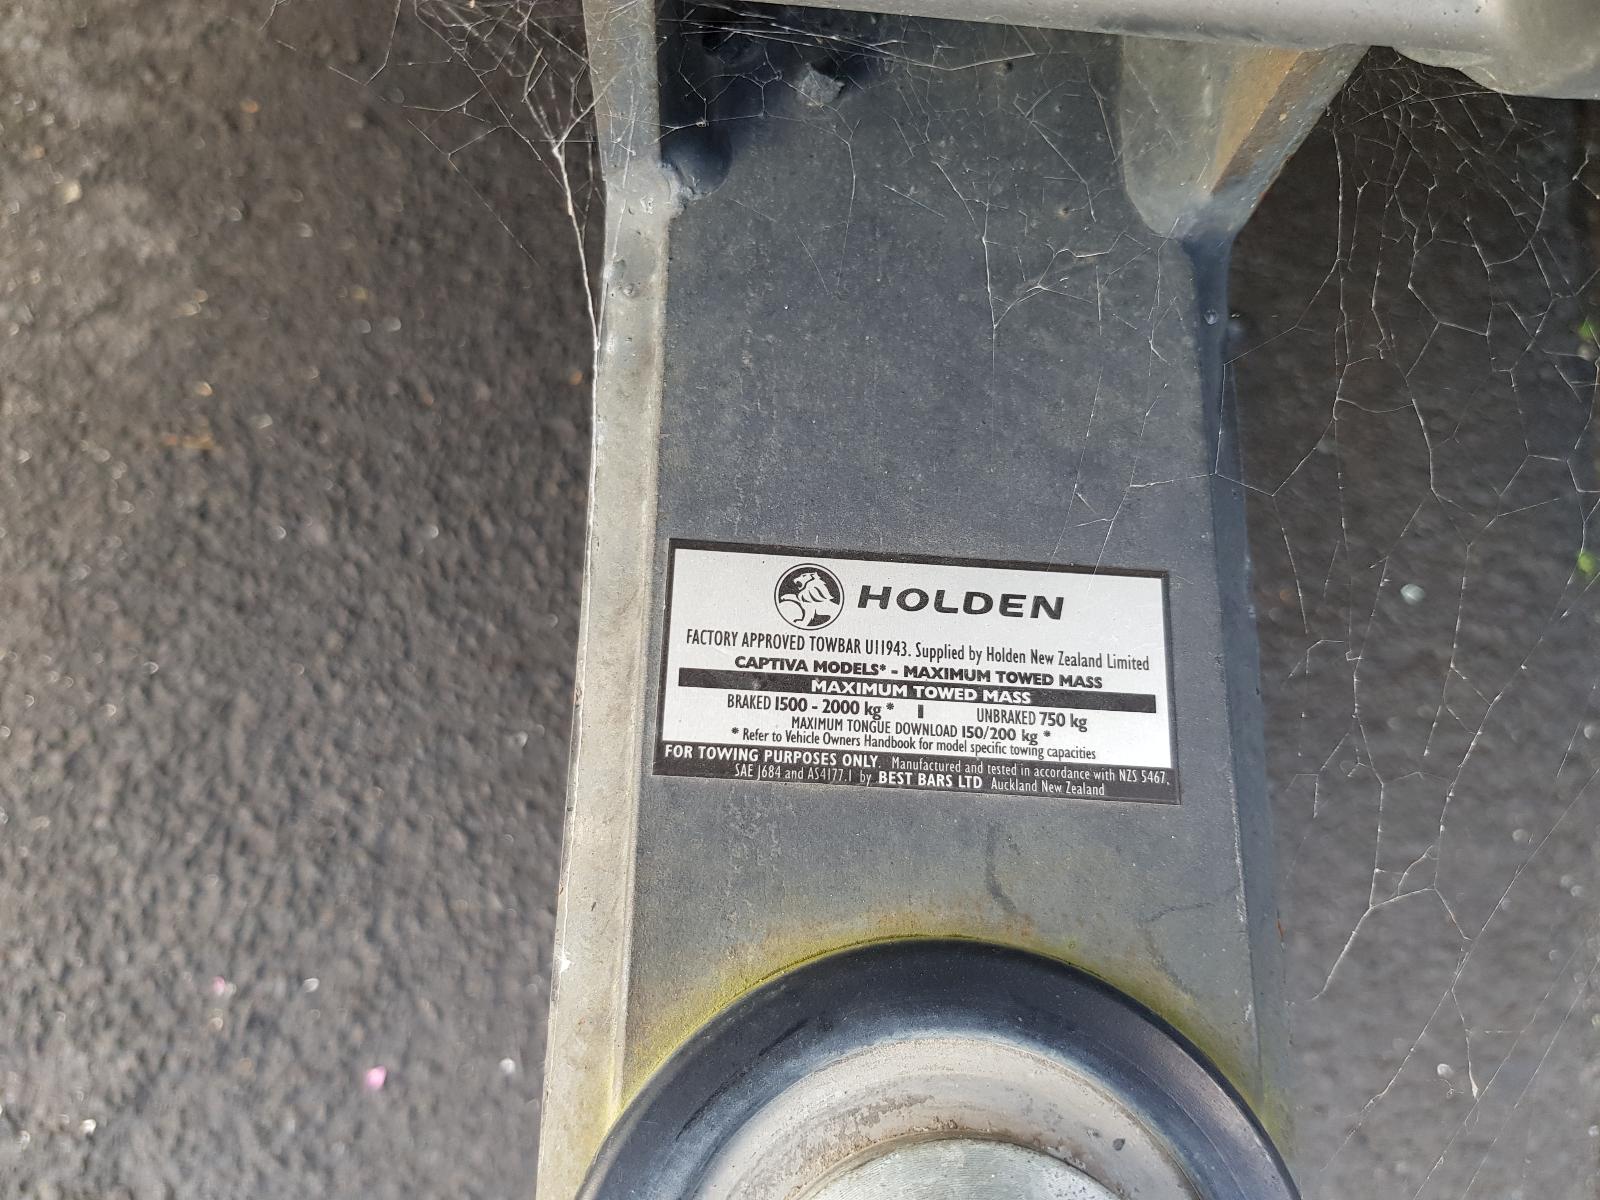 HOLDEN
FACTORY APPROVED TOWBAR U11943. Supplied by Holden New Zealand Limited
CAPTIVA MODELS* - MAXIMUM TOWED MASS
MAXIMUM TOWED MASS
BRAKED 1500 - 2000 kg * UNBRAKED 750 kg
MAXIMUM TONGUE DOWNLOAD 150/200 kg *
* Refer to Vehicle Owners Handbook for model specific towing capacities
FOR TOWING PURPOSES ONLY. Manufactured and tested in accordance with NZS 5467,
SAE J684 and AS4177.1 by BEST BARS LTD Auckland New Zealand